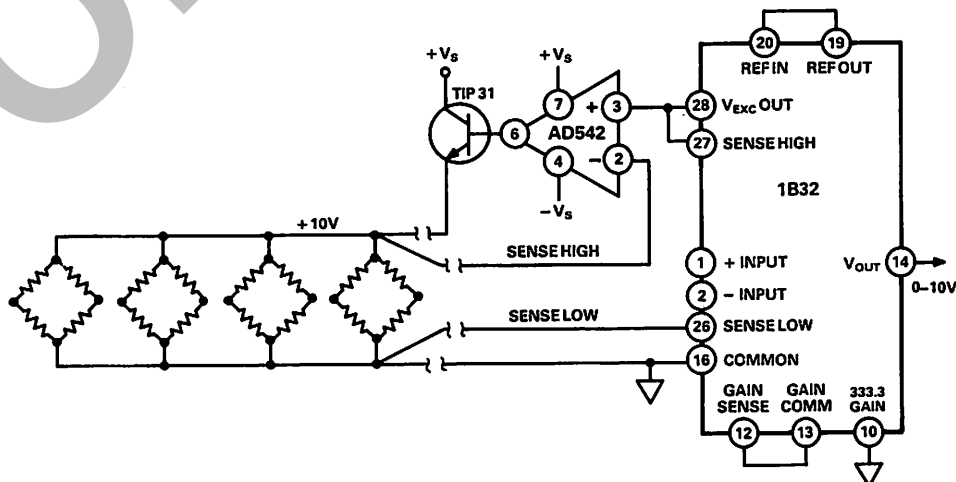 20 19
REF IN REF OUT
+VS +VS
TIP 31
7 + 3 28 VEXC OUT
6 AD542 27 SENSE HIGH
4 − 2
−VS 1B32
+10V
SENSE HIGH 1 + INPUT VOUT 14
2 − INPUT 0–10V
SENSE LOW 26 SENSE LOW
16 COMMON
GAIN GAIN 333.3
SENSE COMM GAIN
12 13 10